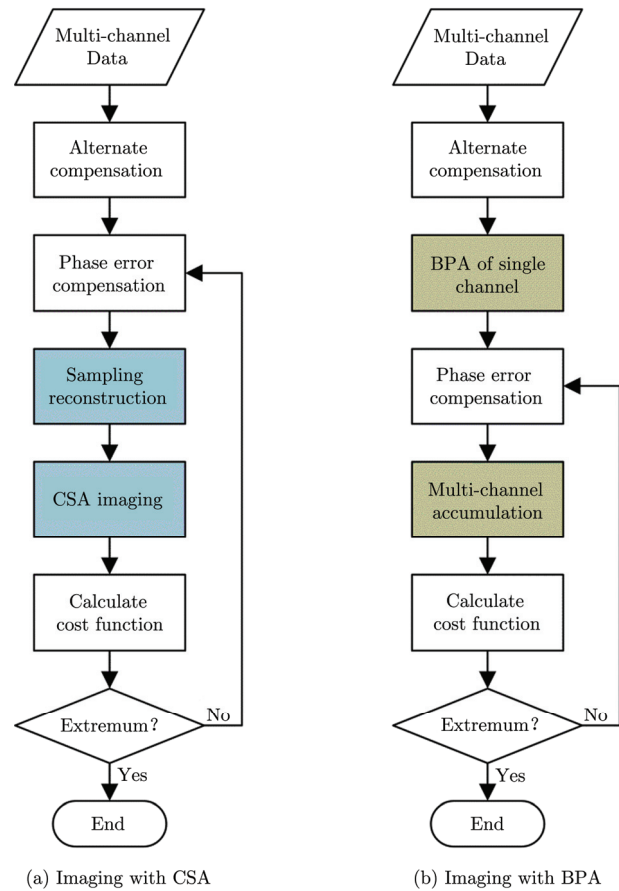 Multi-channel
Data
Alternate
compensation
Phase error
compensation
Sampling
reconstruction
CSA imaging
Calculate
cost function
Extremum?
No
Yes
End
(a) Imaging with CSA
Multi-channel
Data
Alternate
compensation
BPA of single
channel
Phase error
compensation
Multi-channel
accumulation
Calculate
cost function
Extremum?
No
Yes
End
(b) Imaging with BPA